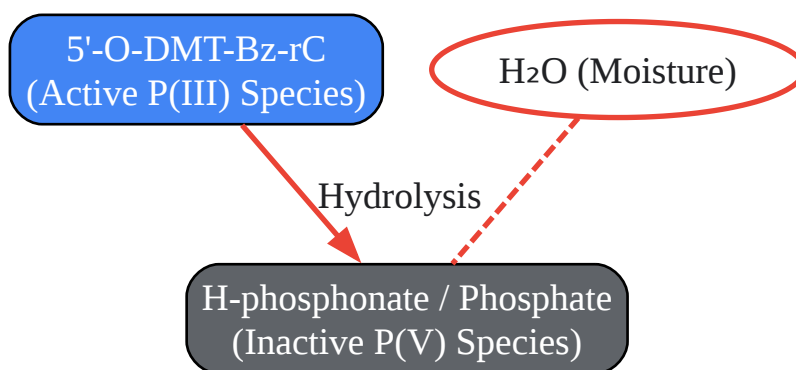 5'-O-DMT-Bz-rC
(Active P(III) Species)
H₂O (Moisture)
Hydrolysis
H-phosphonate / Phosphate
(Inactive P(V) Species)